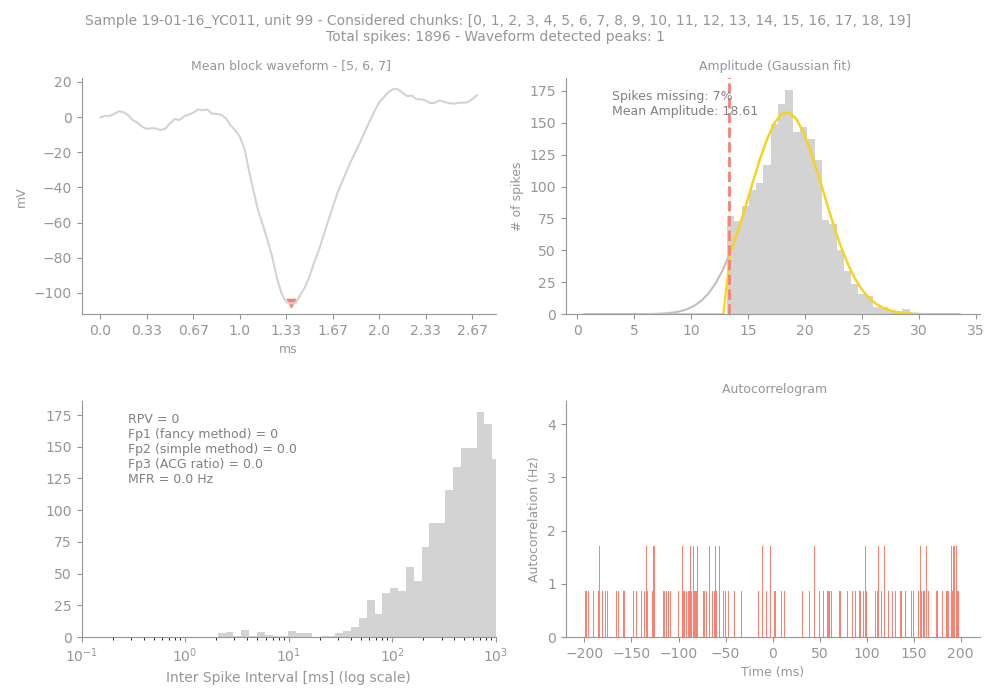 Sample 19-01-16_YC011, unit 99 - Considered chunks: [0, 1, 2, 3, 4, 5, 6, 7, 8, 9, 10, 11, 12, 13, 14, 15, 16, 17, 18, 19]
Total spikes: 1896 - Waveform detected peaks: 1
Mean block waveform - [5, 6, 7]
20
0
−20
−40
−60
−80
−100
mV
0.0 0.33 0.67 1.0 1.33 1.67 2.0 2.33 2.67
ms
Amplitude (Gaussian fit)
Spikes missing: 7%
Mean Amplitude: 18.61
175
150
125
100
75
50
25
0
# of spikes
0 5 10 15 20 25 30 35
RPV = 0
Fp1 (fancy method) = 0
Fp2 (simple method) = 0.0
Fp3 (ACG ratio) = 0.0
MFR = 0.0 Hz
175
150
125
100
75
50
25
0
10⁻¹ 10⁰ 10¹ 10² 10³
Inter Spike Interval [ms] (log scale)
Autocorrelogram
4
3
2
1
0
Autocorrelation (Hz)
−200 −150 −100 −50 0 50 100 150 200
Time (ms)